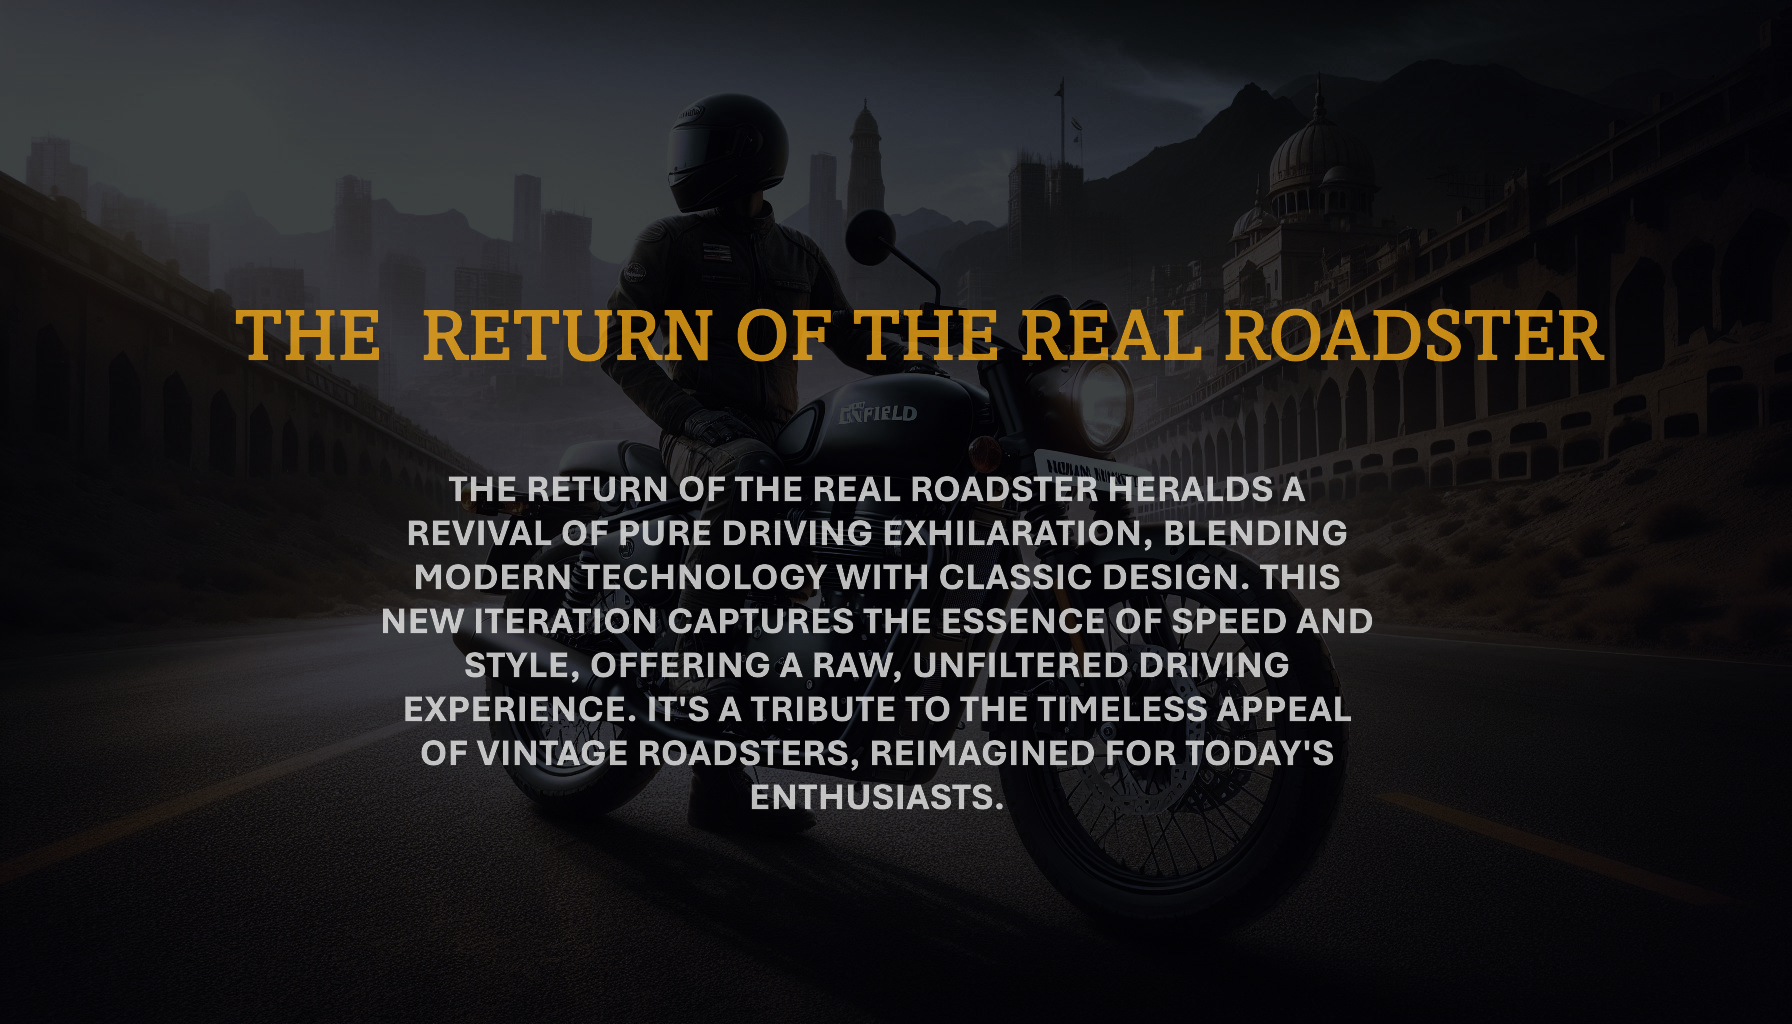 THE  RETURN OF THE REAL ROADSTER
THE RETURN OF THE REAL ROADSTER HERALDS A
REVIVAL OF PURE DRIVING EXHILARATION, BLENDING
MODERN TECHNOLOGY WITH CLASSIC DESIGN. THIS
NEW ITERATION CAPTURES THE ESSENCE OF SPEED AND
STYLE, OFFERING A RAW, UNFILTERED DRIVING
EXPERIENCE. IT'S A TRIBUTE TO THE TIMELESS APPEAL
OF VINTAGE ROADSTERS, REIMAGINED FOR TODAY'S
ENTHUSIASTS.